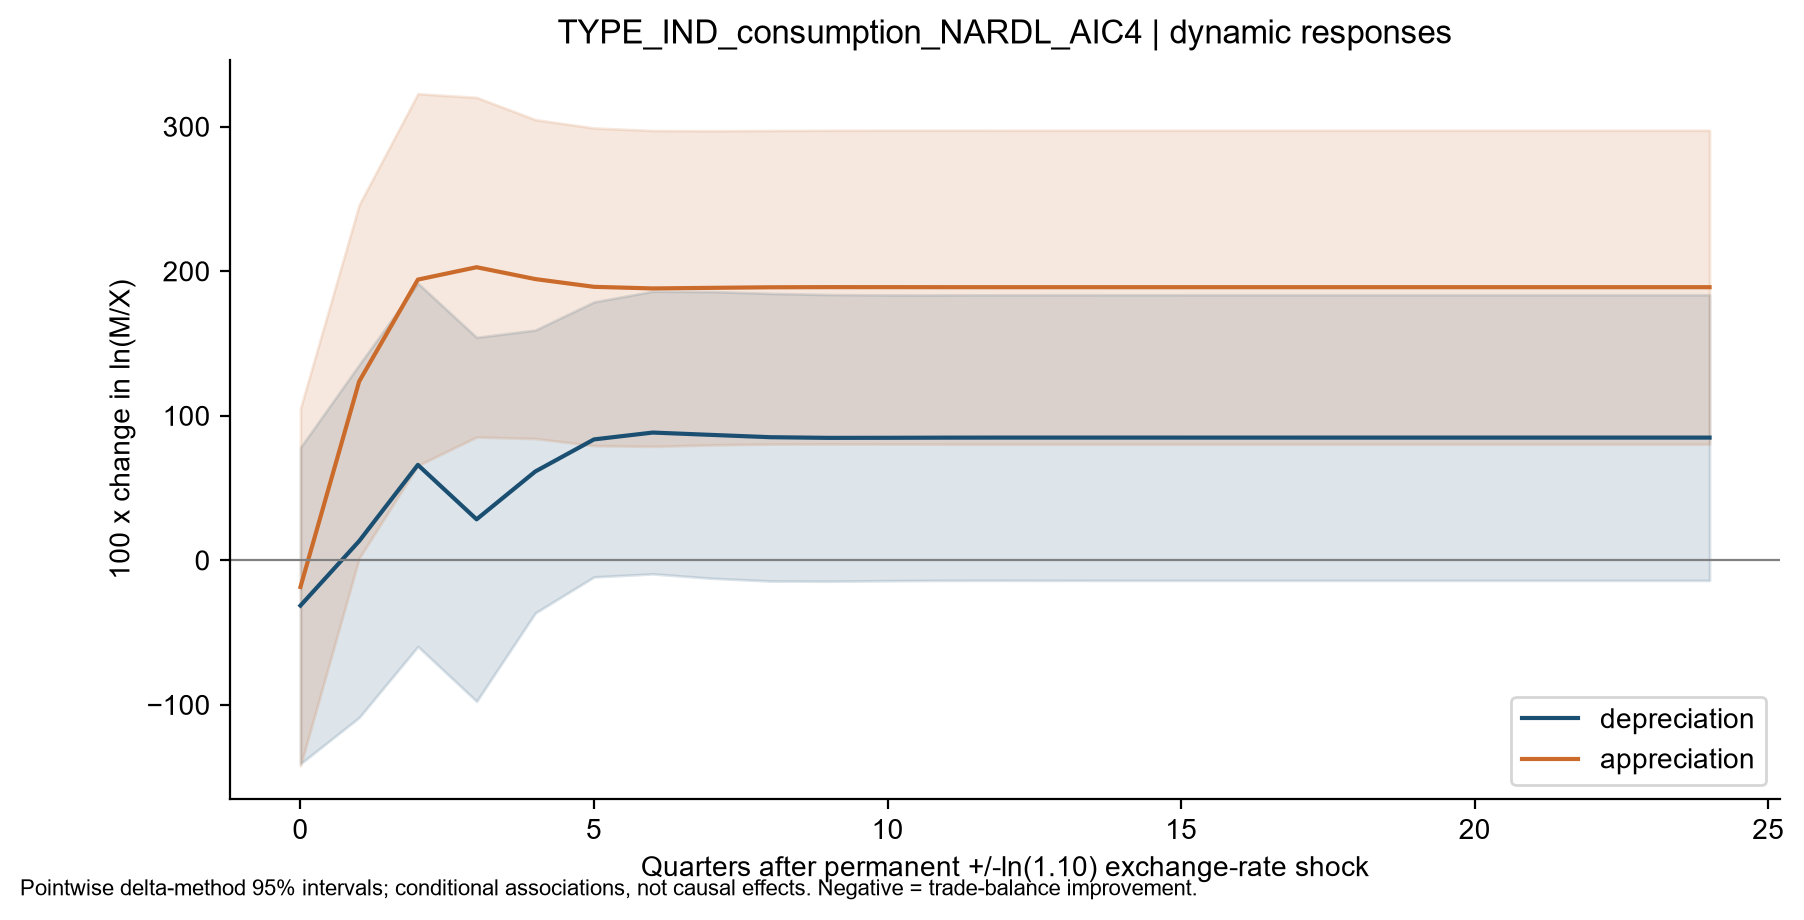 TYPE_IND_consumption_NARDL_AIC4 | dynamic responses
100 x change in ln(M/X)
300
200
100
0
−100
depreciation
appreciation
0 5 10 15 20 25
Quarters after permanent +/-ln(1.10) exchange-rate shock
Pointwise delta-method 95% intervals; conditional associations, not causal effects. Negative = trade-balance improvement.